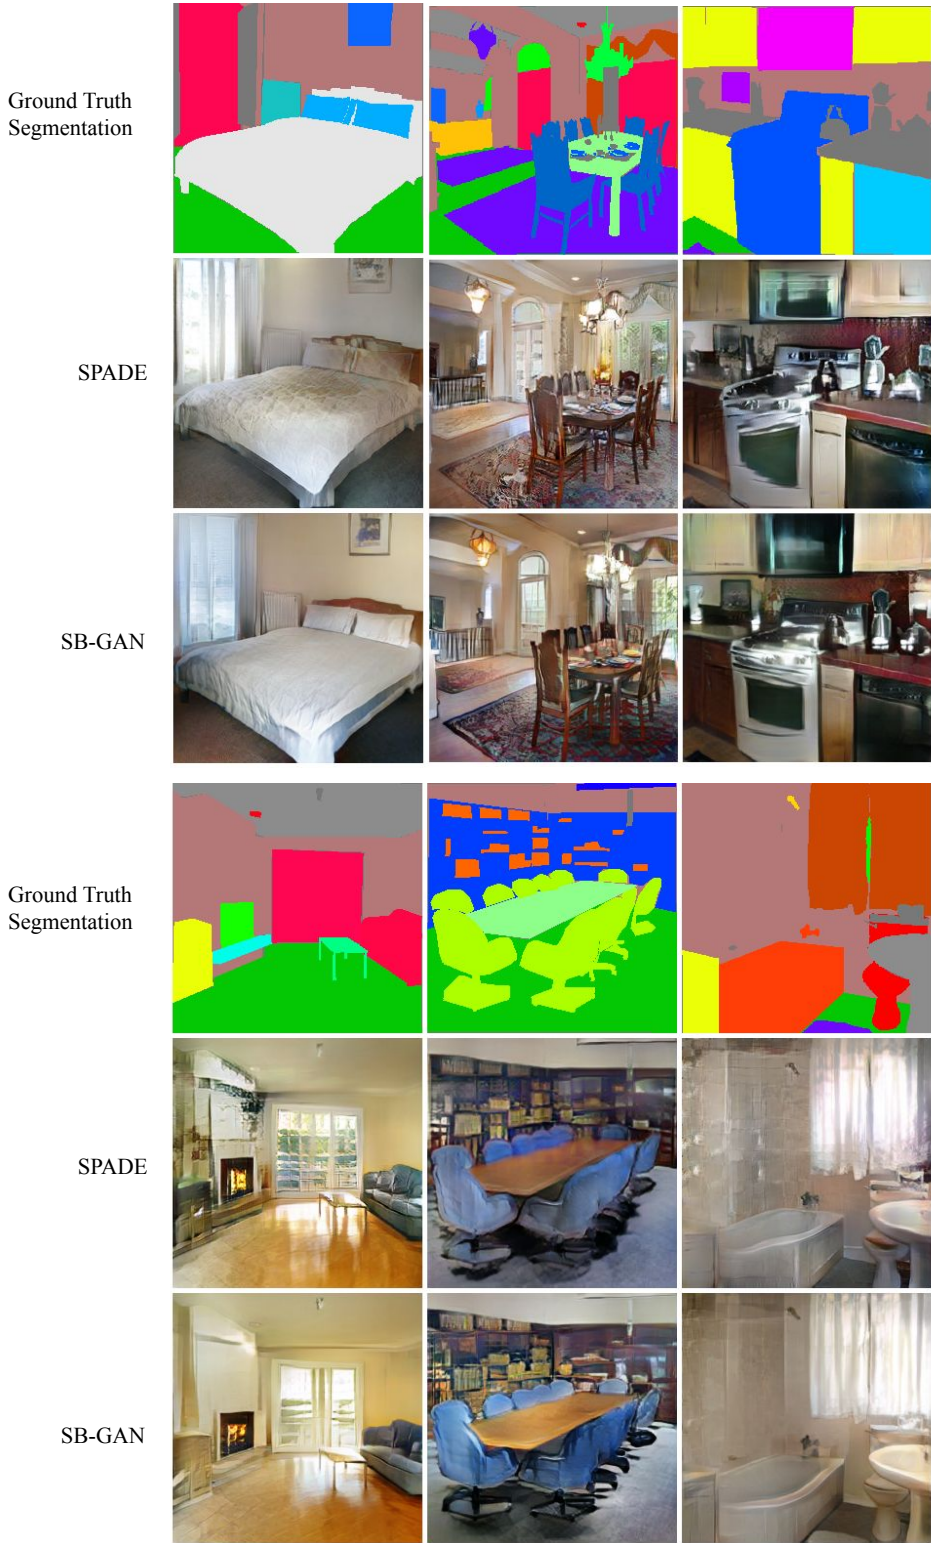 Ground Truth
Segmentation
SPADE
SB-GAN
Ground Truth
Segmentation
SPADE
SB-GAN